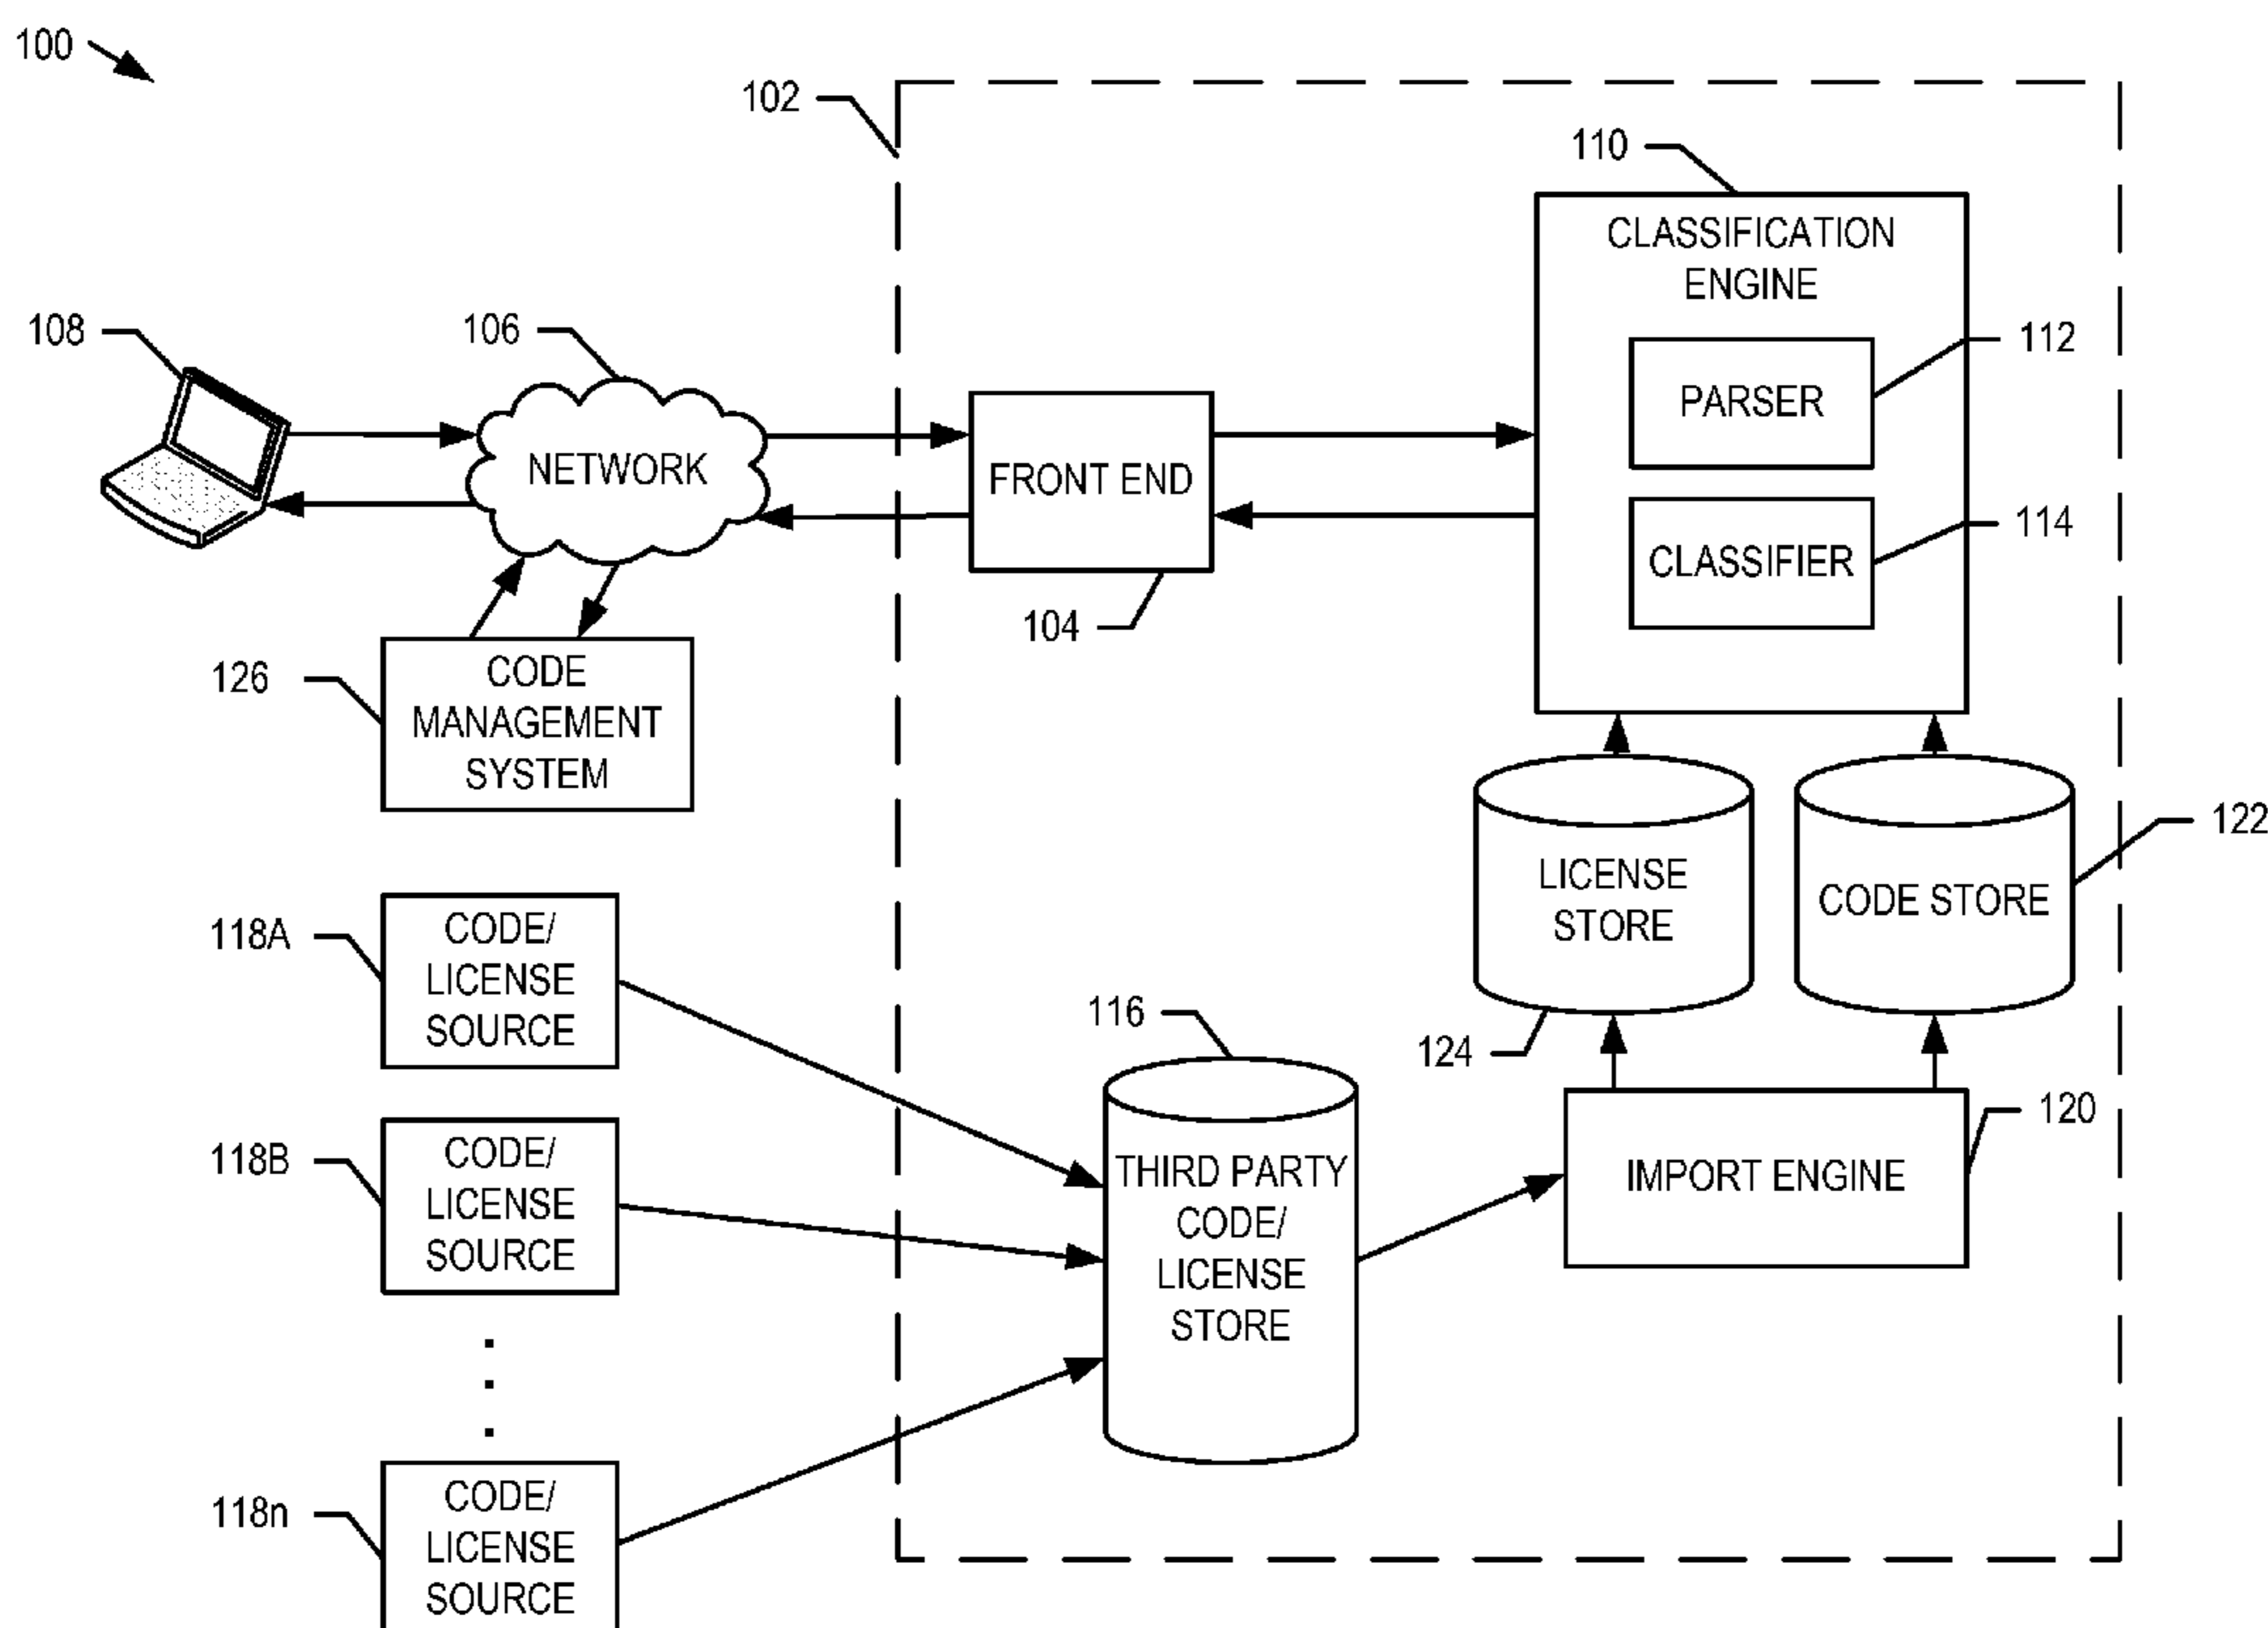 100
102
110
CLASSIFICATION
ENGINE
108
106
112
PARSER
NETWORK
FRONT END
114
CLASSIFIER
104
126
CODE
MANAGEMENT
SYSTEM
122
LICENSE
STORE
CODE STORE
118A
CODE/
LICENSE
SOURCE
116
124
120
118B
CODE/
LICENSE
SOURCE
THIRD PARTY
CODE/
LICENSE
STORE
IMPORT ENGINE
118n
CODE/
LICENSE
SOURCE